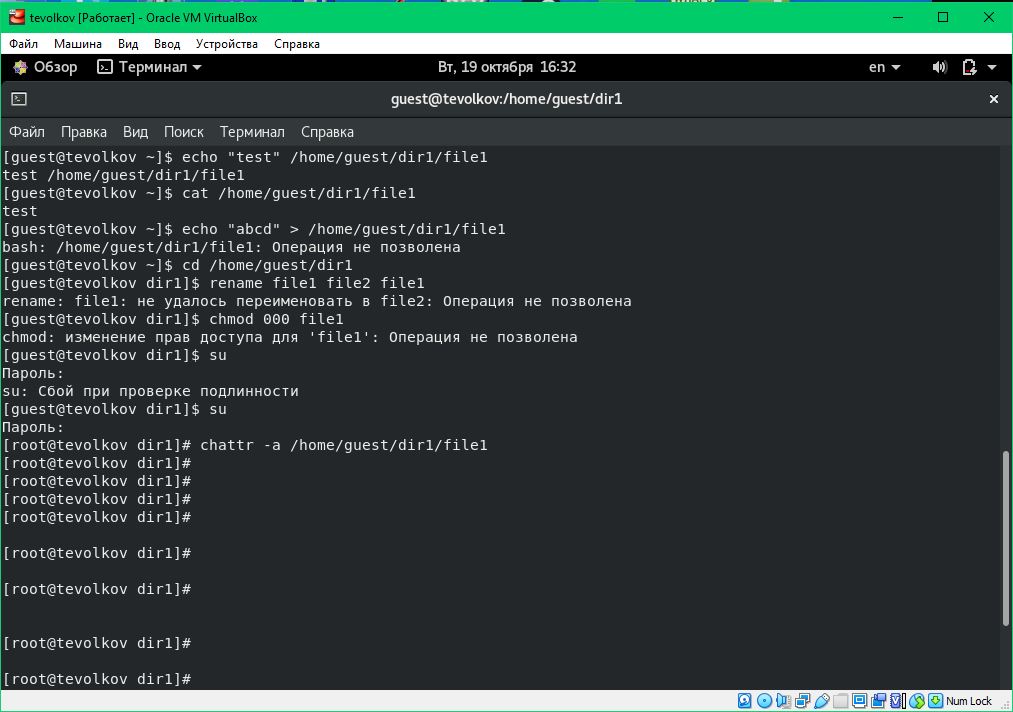 tevolkov [Работает] - Oracle VM VirtualBox
Файл Машина Вид Ввод Устройства Справка
Обзор Терминал Вт, 19 октября 16:32 en
guest@tevolkov:/home/guest/dir1
Файл Правка Вид Поиск Терминал Справка
[guest@tevolkov ~]$ echo "test" /home/guest/dir1/file1
test /home/guest/dir1/file1
[guest@tevolkov ~]$ cat /home/guest/dir1/file1
test
[guest@tevolkov ~]$ echo "abcd" > /home/guest/dir1/file1
bash: /home/guest/dir1/file1: Операция не позволена
[guest@tevolkov ~]$ cd /home/guest/dir1
[guest@tevolkov dir1]$ rename file1 file2 file1
rename: file1: не удалось переименовать в file2: Операция не позволена
[guest@tevolkov dir1]$ chmod 000 file1
chmod: изменение прав доступа для 'file1': Операция не позволена
[guest@tevolkov dir1]$ su
Пароль:
su: Сбой при проверке подлинности
[guest@tevolkov dir1]$ su
Пароль:
[root@tevolkov dir1]# chattr -a /home/guest/dir1/file1
[root@tevolkov dir1]#
[root@tevolkov dir1]#
[root@tevolkov dir1]#
[root@tevolkov dir1]#
[root@tevolkov dir1]#
[root@tevolkov dir1]#
[root@tevolkov dir1]#
[root@tevolkov dir1]#
Num Lock